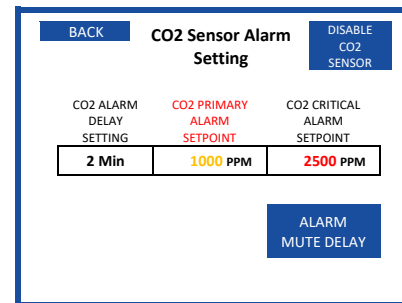 BACK
CO2 Sensor Alarm
Setting
DISABLE
CO2
SENSOR
CO2 ALARM
DELAY
SETTING
CO2 PRIMARY
ALARM
SETPOINT
CO2 CRITICAL
ALARM
SETPOINT
2 Min
1000 PPM
2500 PPM
ALARM
MUTE DELAY